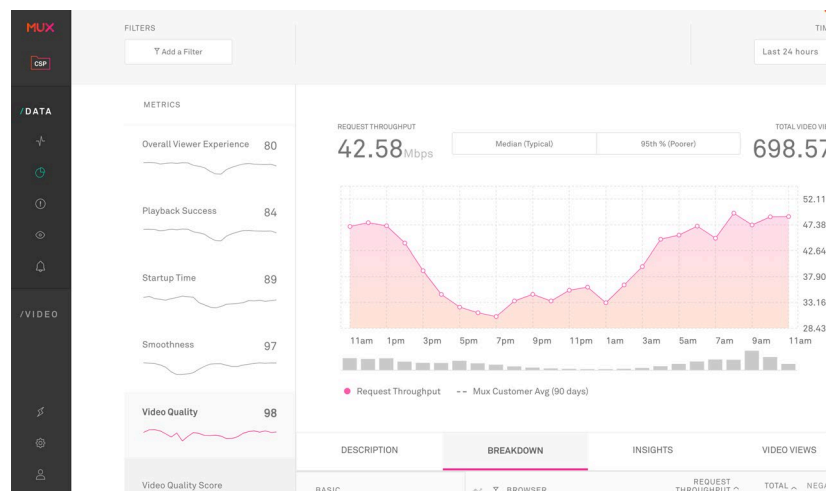 MUX
CSP
/DATA
/VIDEO
FILTERS
Add a Filter
Last 24 hours
METRICS
Overall Viewer Experience 80
Playback Success 84
Startup Time 89
Smoothness 97
Video Quality 98
Video Quality Score
REQUEST THROUGHPUT
42.58 Mbps
Median (Typical) 95th % (Poorer)
TOTAL VIDEO
698.57
52.11
47.38
42.64
37.90
33.16
28.43
11am 1pm 3pm 5pm 7pm 9pm 11pm 1am 3am 5am 7am 9am 11am
Request Throughput -- Mux Customer Avg (90 days)
DESCRIPTION BREAKDOWN INSIGHTS VIDEO VIEWS
BASIC BROWSER REQUEST THROUGHPUT TOTAL